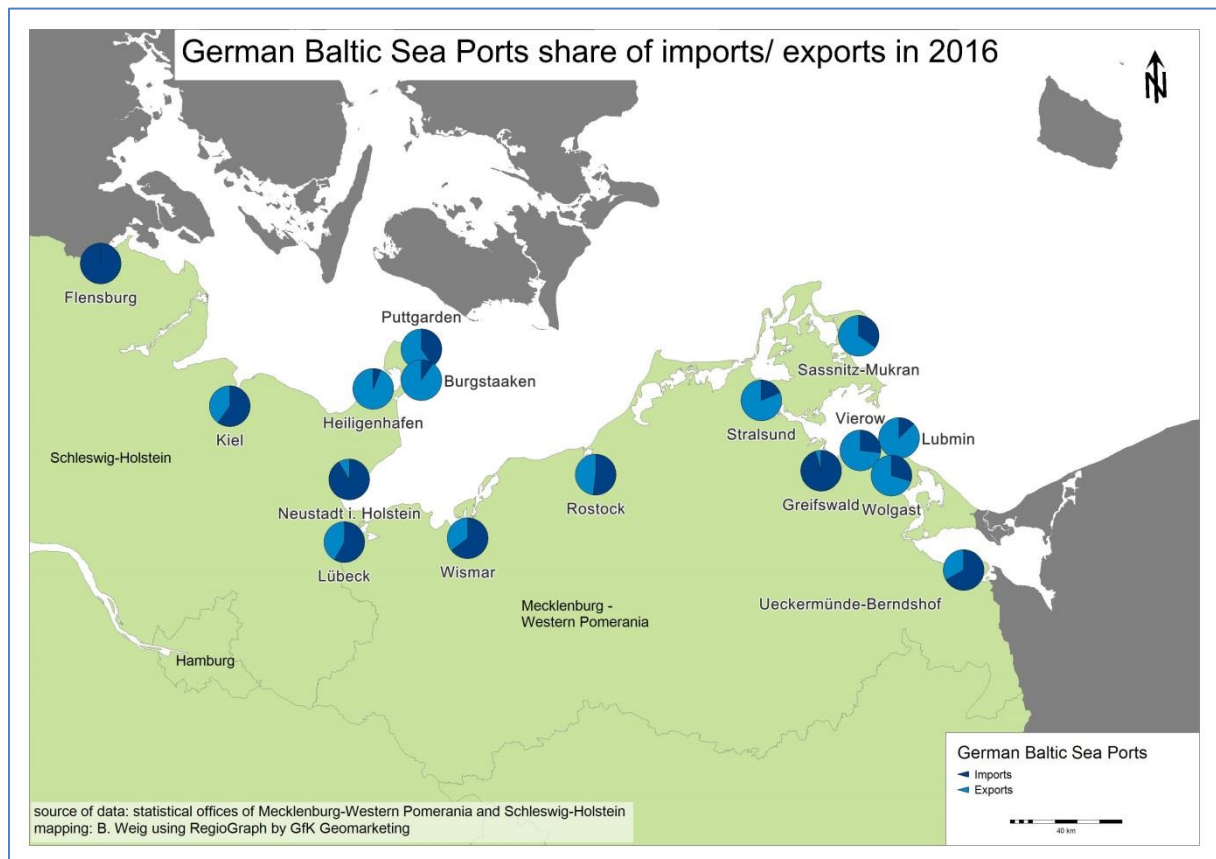 German Baltic Sea Ports share of imports/ exports in 2016
N
Flensburg
Puttgarden
Burgstaaken
Heiligenhafen
Kiel
Schleswig-Holstein
Neustadt i. Holstein
Lübeck
Wismar
Rostock
Sassnitz-Mukran
Stralsund
Vierow
Lubmin
Greifswald
Wolgast
Ueckermünde-Berndshof
Mecklenburg -
Western Pomerania
Hamburg
German Baltic Sea Ports
Imports
Exports
40 km
source of data: statistical offices of Mecklenburg-Western Pomerania and Schleswig-Holstein
mapping: B. Weig using RegioGraph by GfK Geomarketing